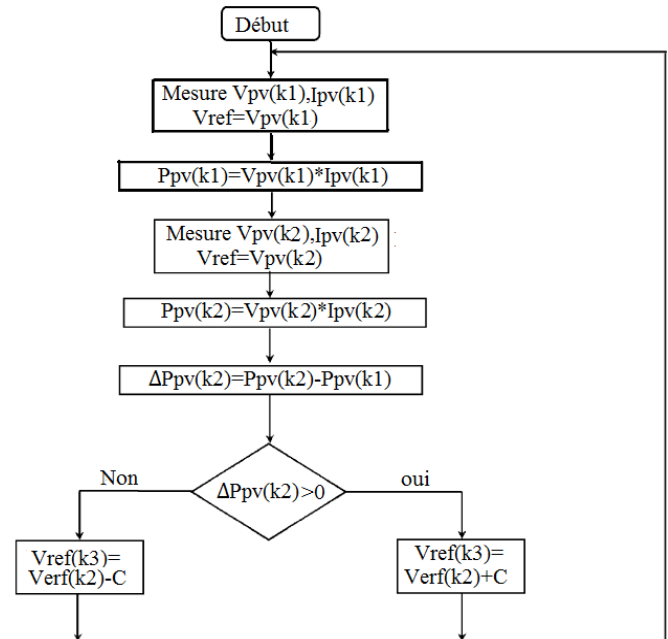 Début
Mesure Vpv(k1),Ipv(k1)
Vref=Vpv(k1)
Ppv(k1)=Vpv(k1)*Ipv(k1)
Mesure Vpv(k2),Ipv(k2)
Vref=Vpv(k2)
Ppv(k2)=Vpv(k2)*Ipv(k2)
ΔPpv(k2)=Ppv(k2)-Ppv(k1)
Non
ΔPpv(k2)>0
oui
Vref(k3)=
Verf(k2)-C
Vref(k3)=
Verf(k2)+C